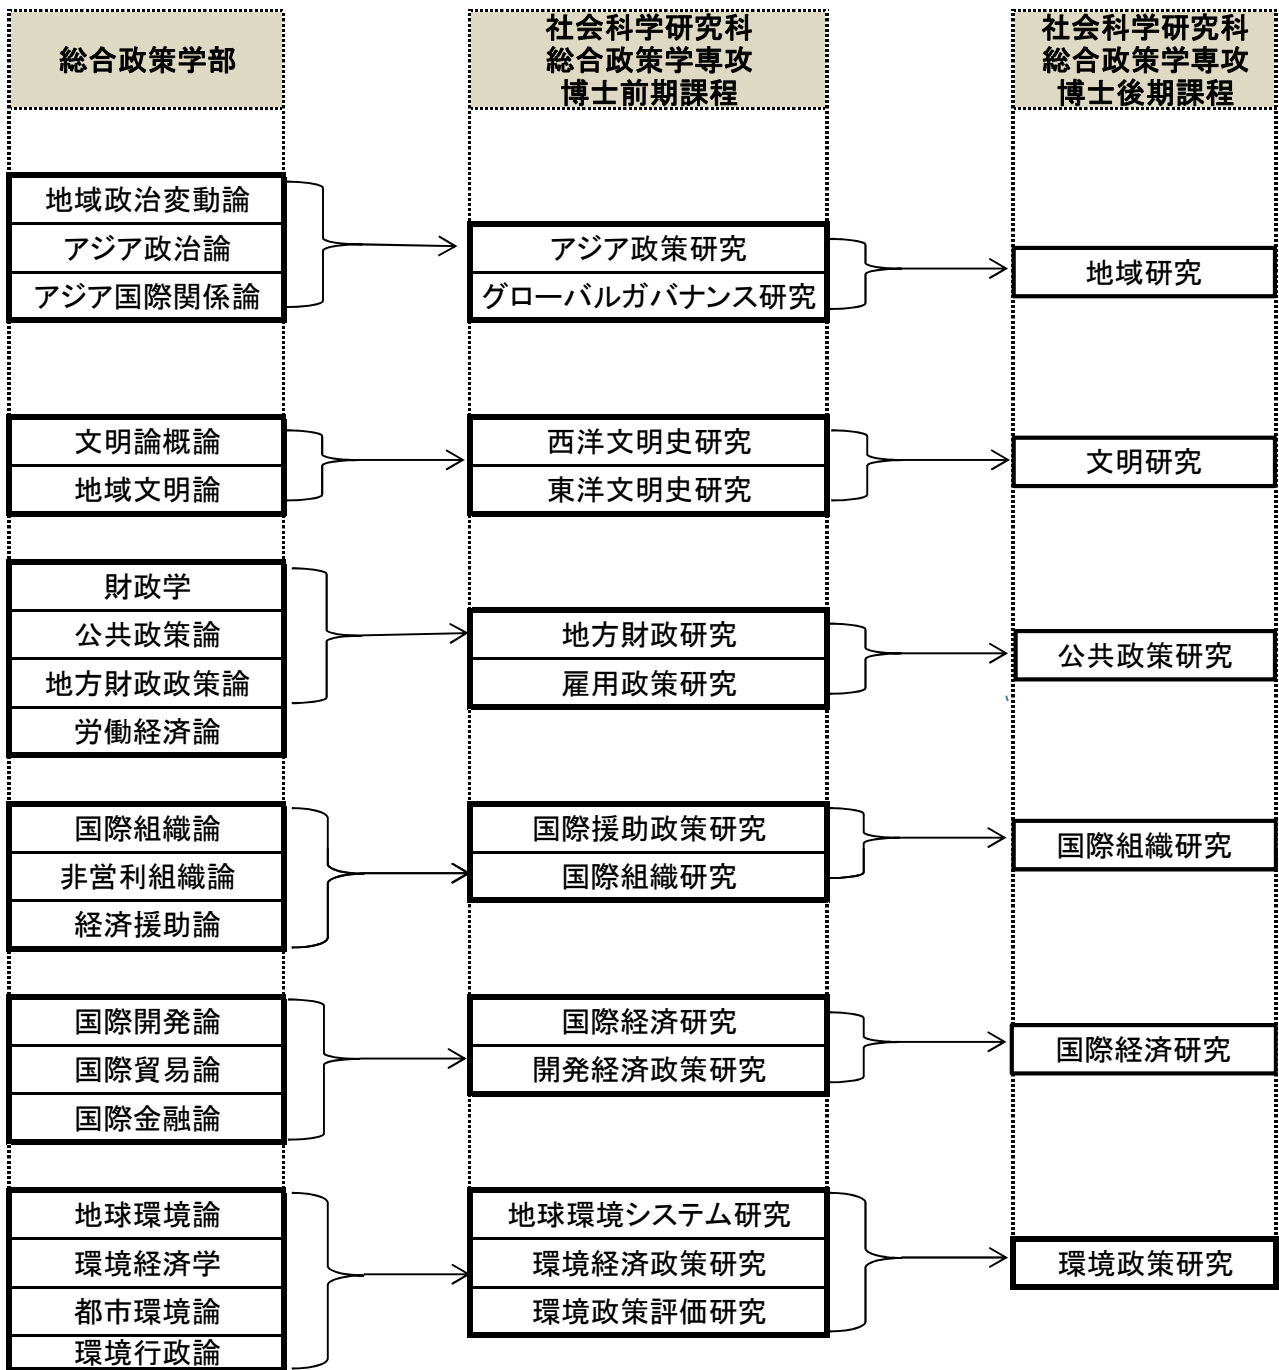 総合政策学部
社会科学研究科
総合政策学専攻
博士前期課程
社会科学研究科
総合政策学専攻
博士後期課程
地域政治変動論
アジア政治論
アジア国際関係論
アジア政策研究
グローバルガバナンス研究
地域研究
文明論概論
地域文明論
西洋文明史研究
東洋文明史研究
文明研究
財政学
公共政策論
地方財政政策論
労働経済論
地方財政研究
雇用政策研究
公共政策研究
国際組織論
非営利組織論
経済援助論
国際援助政策研究
国際組織研究
国際組織研究
国際開発論
国際貿易論
国際金融論
国際経済研究
開発経済政策研究
国際経済研究
地球環境論
環境経済学
都市環境論
環境行政論
地球環境システム研究
環境経済政策研究
環境政策評価研究
環境政策研究